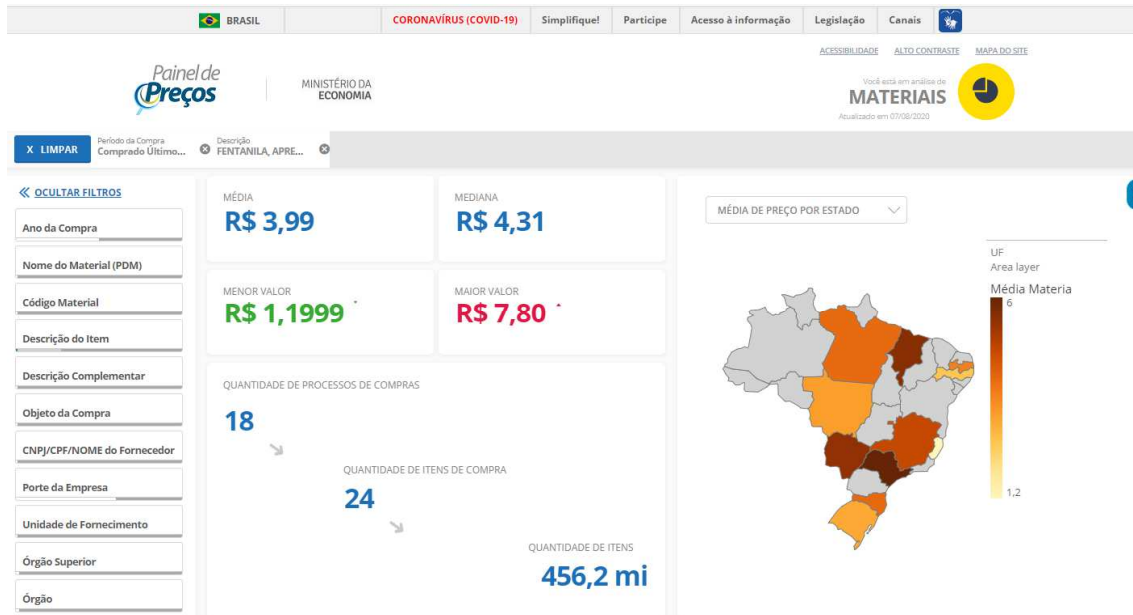 BRASIL
CORONAVÍRUS (COVID-19)
Simplifique!
Participe
Acesso à informação
Legislação
Canais
ACESSIBILIDADE
ALTO CONTRASTE
MAPA DO SITE
Painel de
Preços
MINISTÉRIO DA
ECONOMIA
Você está em análise de
MATERIAIS
Atualizado em 07/08/2020
X LIMPAR
Período da Compra
Comprado Último...
Descrição
FENTANILA, APRE...
OCULTAR FILTROS
Ano da Compra
Nome do Material (PDM)
Código Material
Descrição do Item
Descrição Complementar
Objeto da Compra
CNPJ/CPF/NOME do Fornecedor
Porte da Empresa
Unidade de Fornecimento
Órgão Superior
Órgão
MÉDIA
R$ 3,99
MEDIANA
R$ 4,31
MENOR VALOR
R$ 1,1999 *
MAIOR VALOR
R$ 7,80 *
QUANTIDADE DE PROCESSOS DE COMPRAS
18
QUANTIDADE DE ITENS DE COMPRA
24
QUANTIDADE DE ITENS
456,2 mi
MÉDIA DE PREÇO POR ESTADO
UF
Area layer
Média Materia
6
1,2